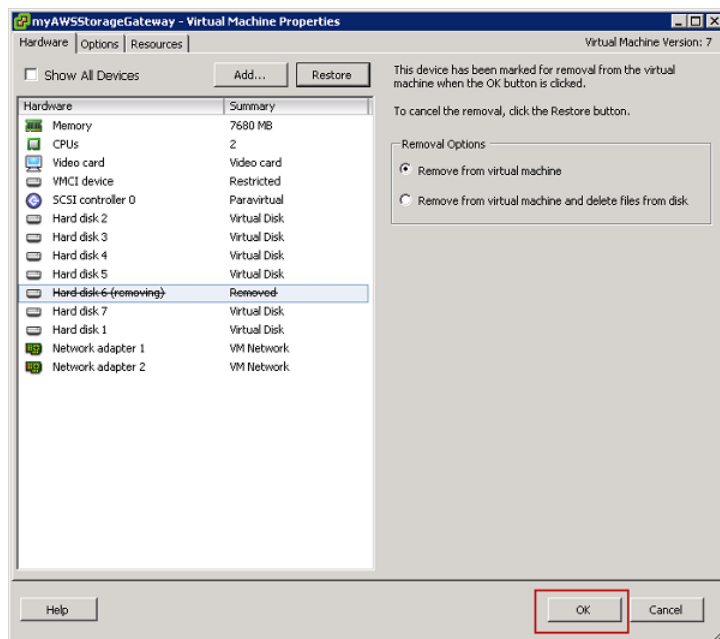 myAWSStorageGateway - Virtual Machine Properties
Hardware Options Resources
Virtual Machine Version: 7
Show All Devices
Add...
Restore
Hardware Summary
Memory 7680 MB
CPUs 2
Video card Video card
VMCI device Restricted
SCSI controller 0 Paravirtual
Hard disk 2 Virtual Disk
Hard disk 3 Virtual Disk
Hard disk 4 Virtual Disk
Hard disk 5 Virtual Disk
Hard disk 6 (removing) Removed
Hard disk 7 Virtual Disk
Hard disk 1 Virtual Disk
Network adapter 1 VM Network
Network adapter 2 VM Network
This device has been marked for removal from the virtual
machine when the OK button is clicked.
To cancel the removal, click the Restore button.
Removal Options
Remove from virtual machine
Remove from virtual machine and delete files from disk
Help
OK
Cancel